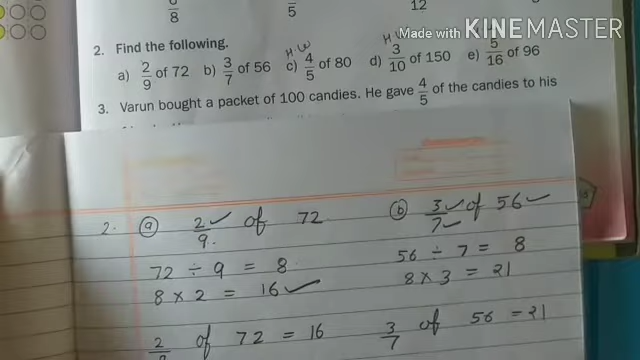 8
5
12
Made with KINEMASTER
2. Find the following.
H.W H.W
a) 2/9 of 72 b) 3/7 of 56 c) 4/5 of 80 d) 3/10 of 150 e) 5/16 of 96
3. Varun bought a packet of 100 candies. He gave 4/5 of the candies to his
2. (a) 2/9 of 72 (b) 3/7 of 56
72 ÷ 9 = 8 56 ÷ 7 = 8
8 × 2 = 16 8 × 3 = 21
of 72 = 16 3/7 of 56 = 21